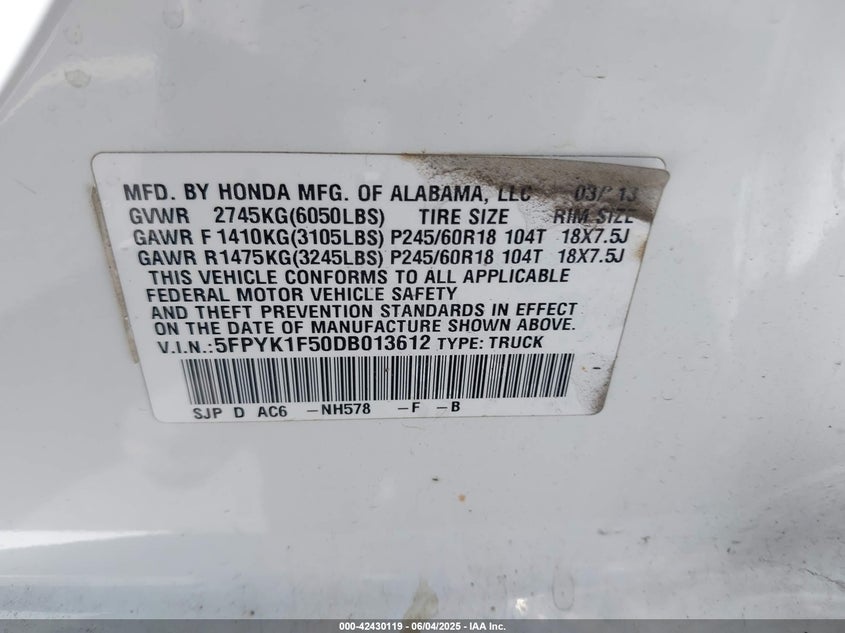 MFD. BY HONDA MFG. OF ALABAMA, LLC 03/13
GVWR 2745KG(6050LBS) TIRE SIZE RIM SIZE
GAWR F 1410KG(3105LBS) P245/60R18 104T 18X7.5J
GAWR R1475KG(3245LBS) P245/60R18 104T 18X7.5J
THIS VEHICLE CONFORMS TO ALL APPLICABLE
FEDERAL MOTOR VEHICLE SAFETY
AND THEFT PREVENTION STANDARDS IN EFFECT
ON THE DATE OF MANUFACTURE SHOWN ABOVE.
V.I.N.:5FPYK1F50DB013612 TYPE: TRUCK
SJP D AC6 -NH578 -F -B
000-42430119 - 06/04/2025 - IAA Inc.